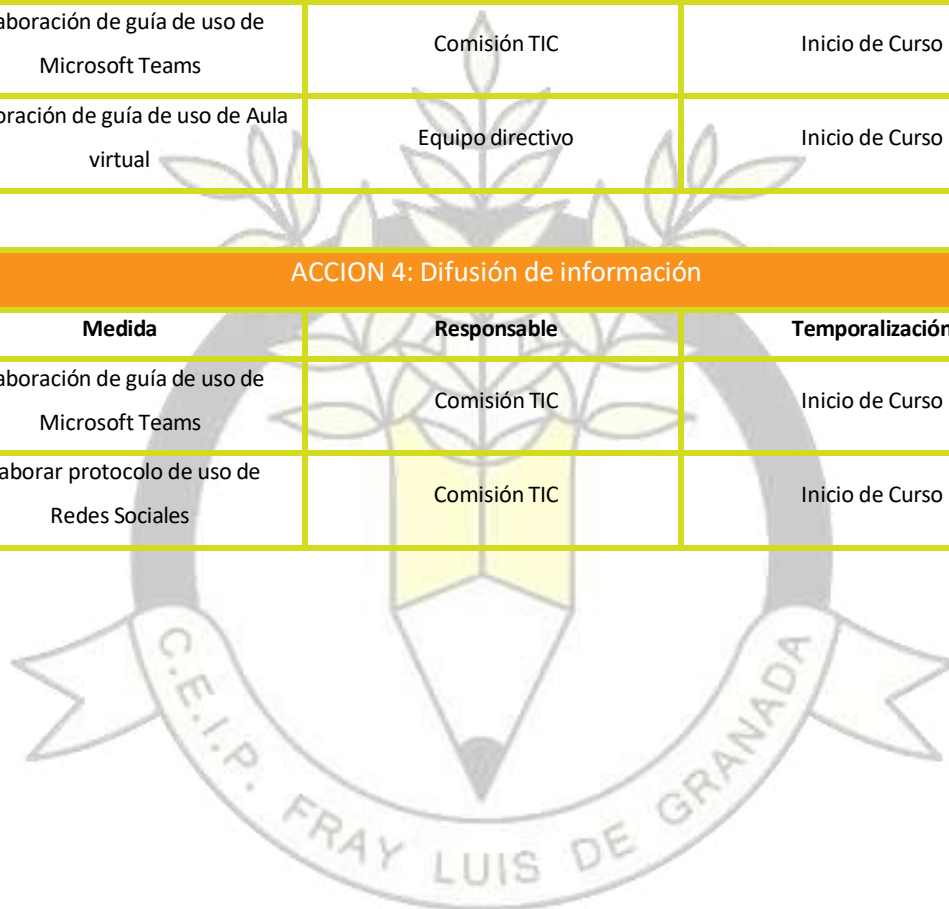 aboración de guía de uso de
Microsoft Teams
Comisión TIC
Inicio de Curso
oración de guía de uso de Aula
virtual
Equipo directivo
Inicio de Curso
ACCION 4: Difusión de información
Medida
Responsable
Temporalización
aboración de guía de uso de
Microsoft Teams
Comisión TIC
Inicio de Curso
aborar protocolo de uso de
Redes Sociales
Comisión TIC
Inicio de Curso
C.E.I.P. FRAY LUIS DE GRANADA